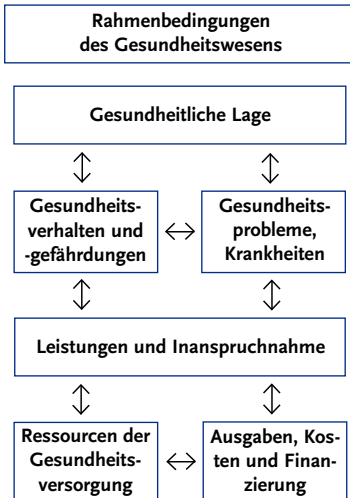 Rahmenbedingungen
des Gesundheitswesens
Gesundheitliche Lage
Gesundheits-
verhalten und
-gefährdungen
Gesundheits-
probleme,
Krankheiten
Leistungen und Inanspruchnahme
Ressourcen der
Gesundheits-
versorgung
Ausgaben, Kos-
ten und Finan-
zierung